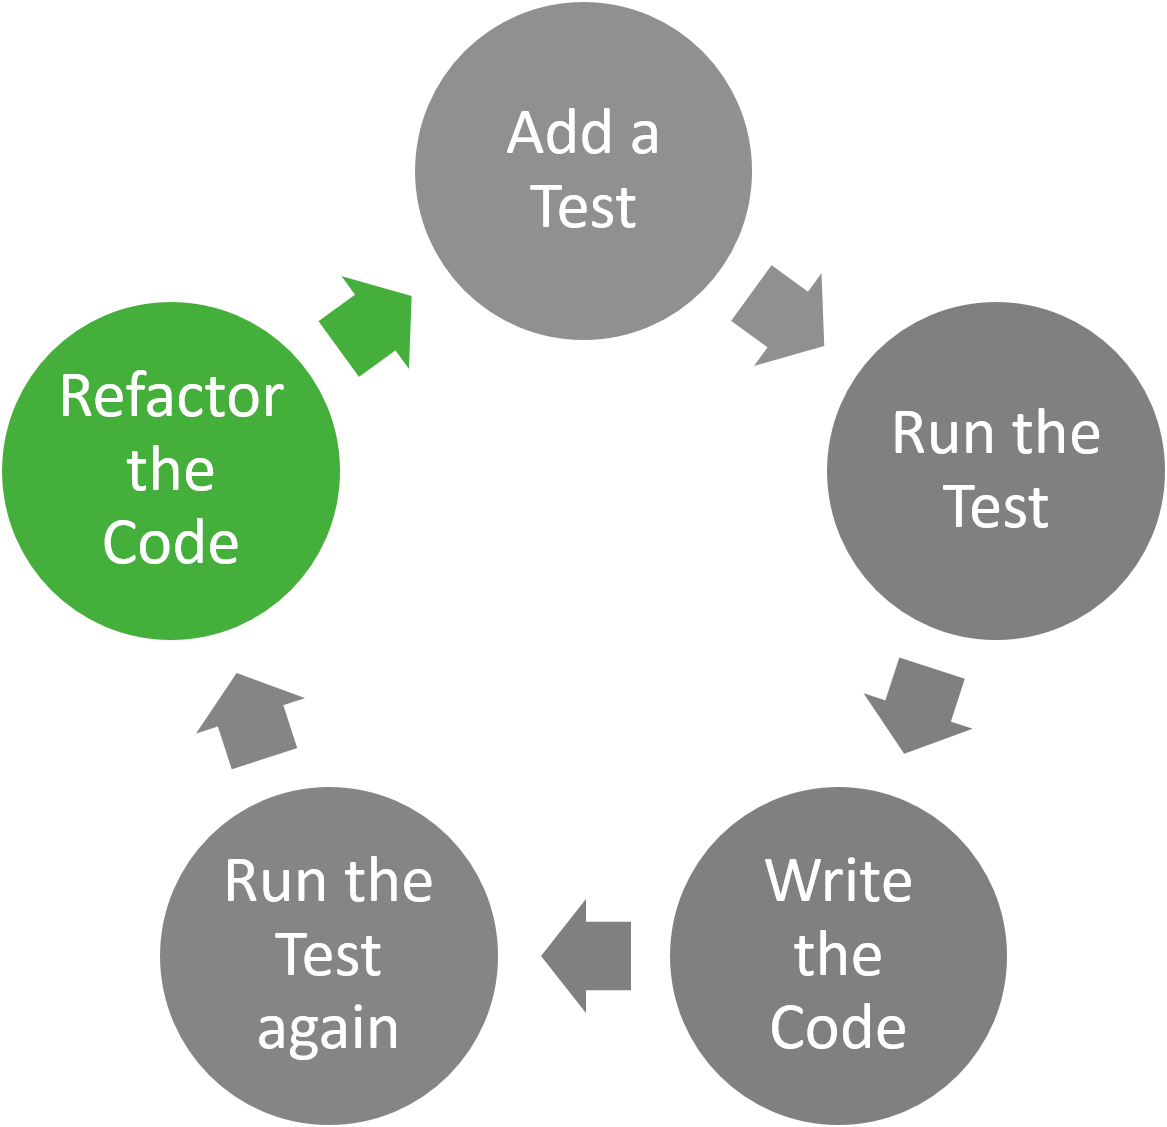 Add a
Test
Run the
Test
Write
the
Code
Run the
Test
again
Refactor
the
Code